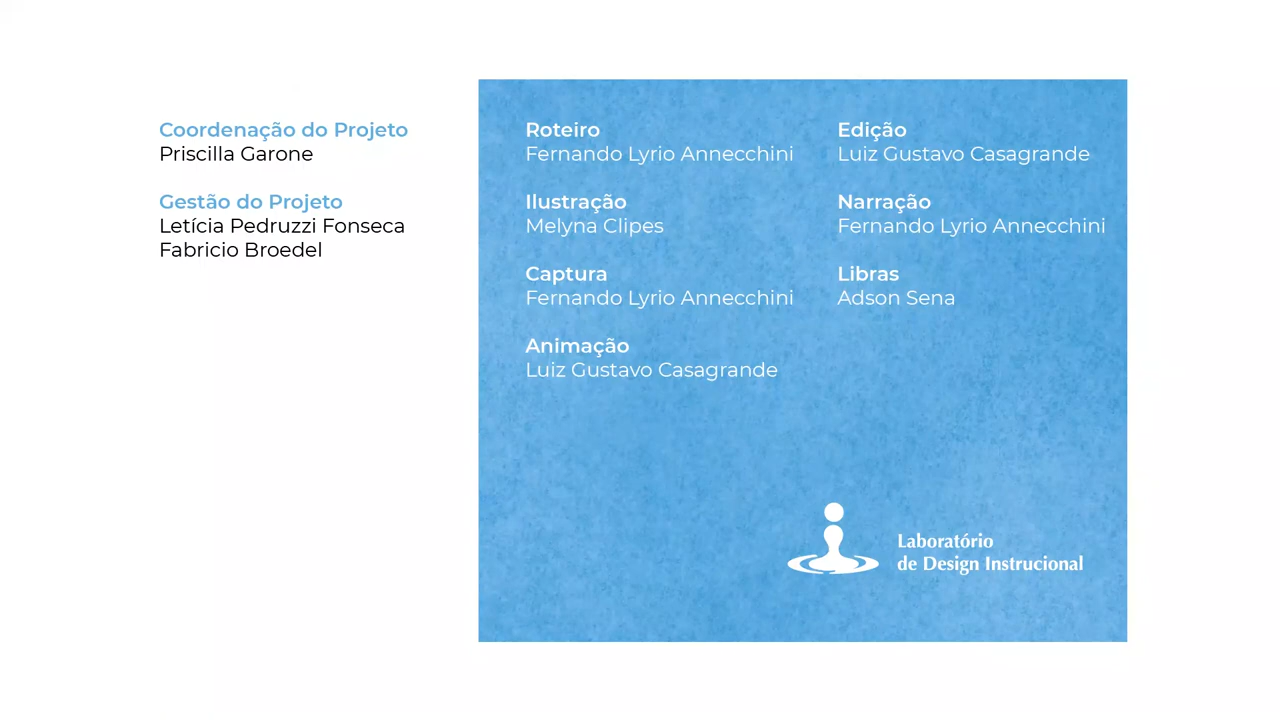 Coordenação do Projeto
Priscilla Garone
Gestão do Projeto
Letícia Pedruzzi Fonseca
Fabricio Broedel
Roteiro
Fernando Lyrio Annecchini
Ilustração
Melyna Clipes
Captura
Fernando Lyrio Annecchini
Animação
Luiz Gustavo Casagrande
Edição
Luiz Gustavo Casagrande
Narração
Fernando Lyrio Annecchini
Libras
Adson Sena
Laboratório
de Design Instrucional